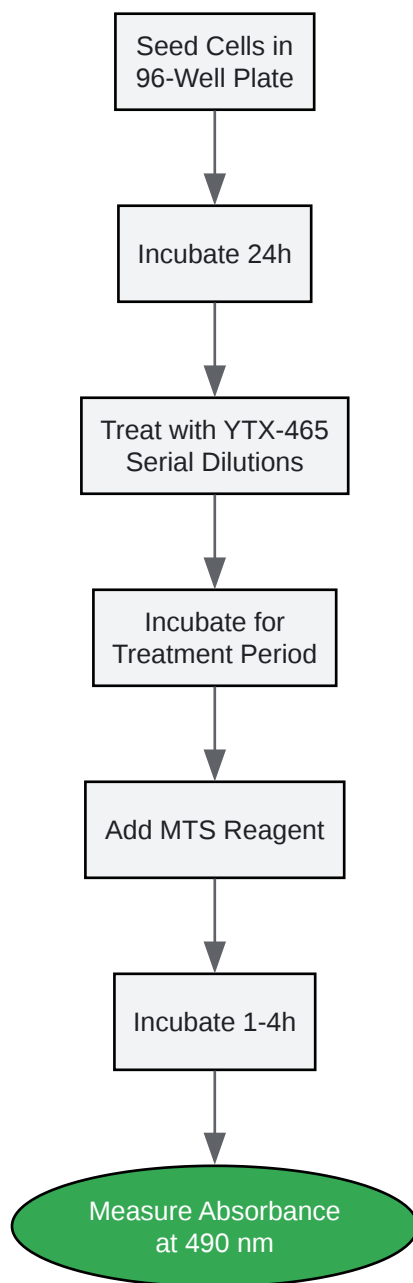 Seed Cells in
96-Well Plate
Incubate 24h
Treat with YTX-465
Serial Dilutions
Incubate for
Treatment Period
Add MTS Reagent
Incubate 1-4h
Measure Absorbance
at 490 nm